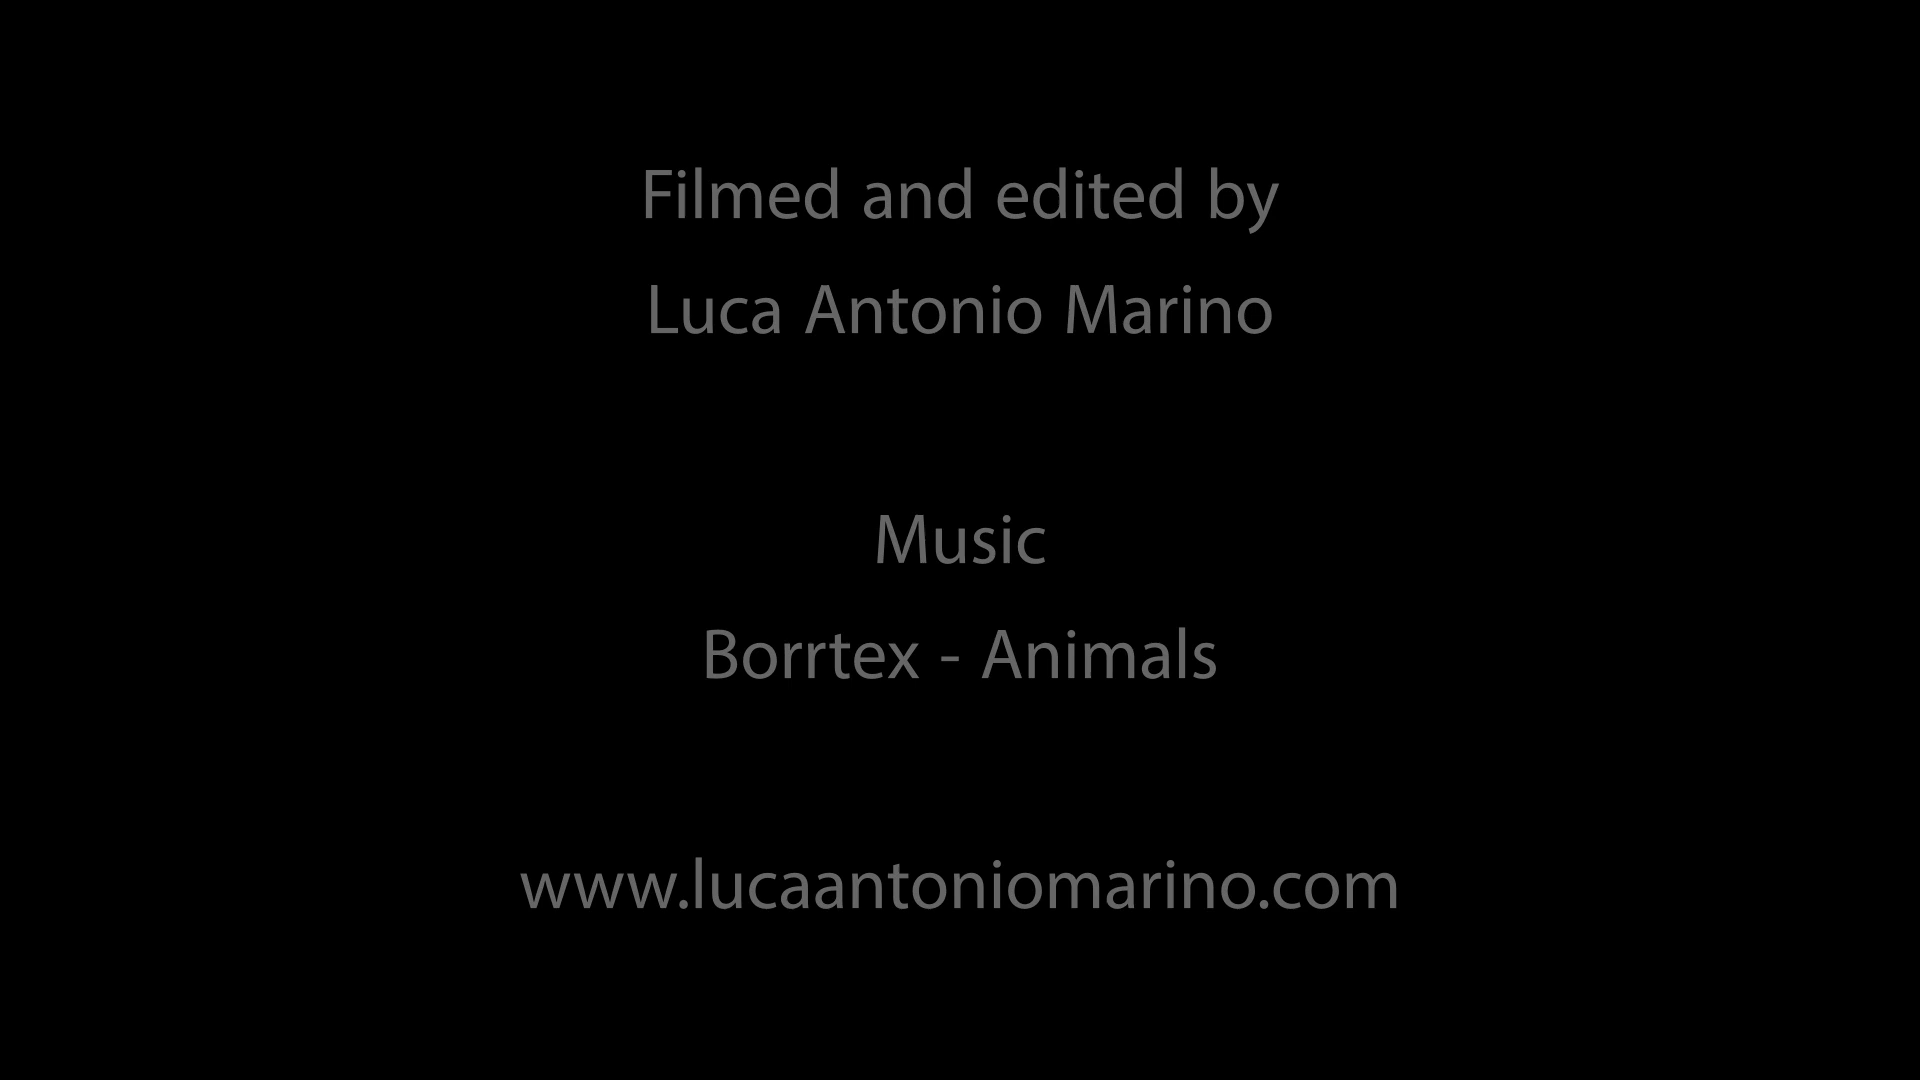 Filmed and edited by
Luca Antonio Marino
Music
Borrtex - Animals
www.lucaantoniomarino.com